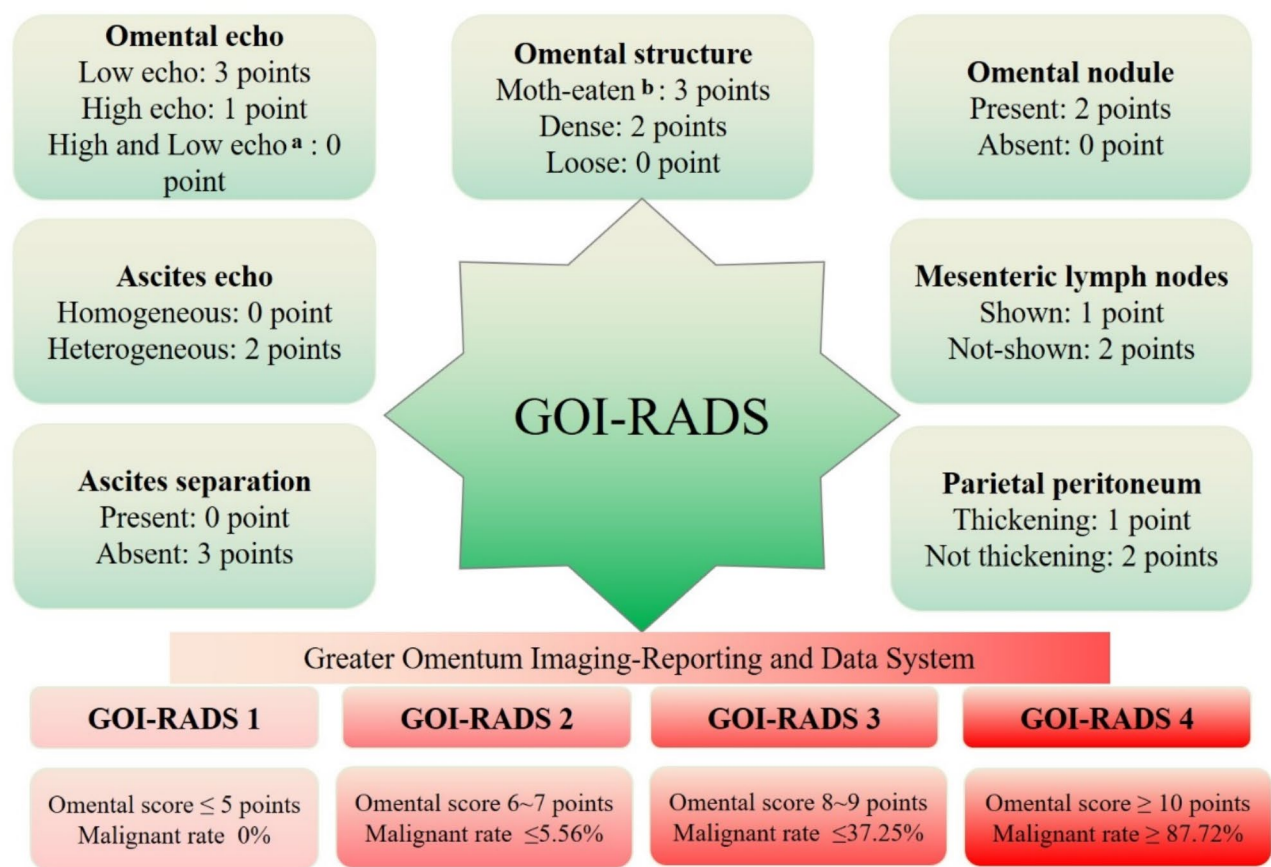 Omental echo
Low echo: 3 points
High echo: 1 point
High and Low echo a : 0
point
Omental structure
Moth-eaten b : 3 points
Dense: 2 points
Loose: 0 point
Omental nodule
Present: 2 points
Absent: 0 point
Ascites echo
Homogeneous: 0 point
Heterogeneous: 2 points
Mesenteric lymph nodes
Shown: 1 point
Not-shown: 2 points
GOI-RADS
Ascites separation
Present: 0 point
Absent: 3 points
Parietal peritoneum
Thickening: 1 point
Not thickening: 2 points
Greater Omentum Imaging-Reporting and Data System
GOI-RADS 1
GOI-RADS 2
GOI-RADS 3
GOI-RADS 4
Omental score ≤ 5 points
Malignant rate 0%
Omental score 6~7 points
Malignant rate ≤5.56%
Omental score 8~9 points
Malignant rate ≤37.25%
Omental score ≥ 10 points
Malignant rate ≥ 87.72%